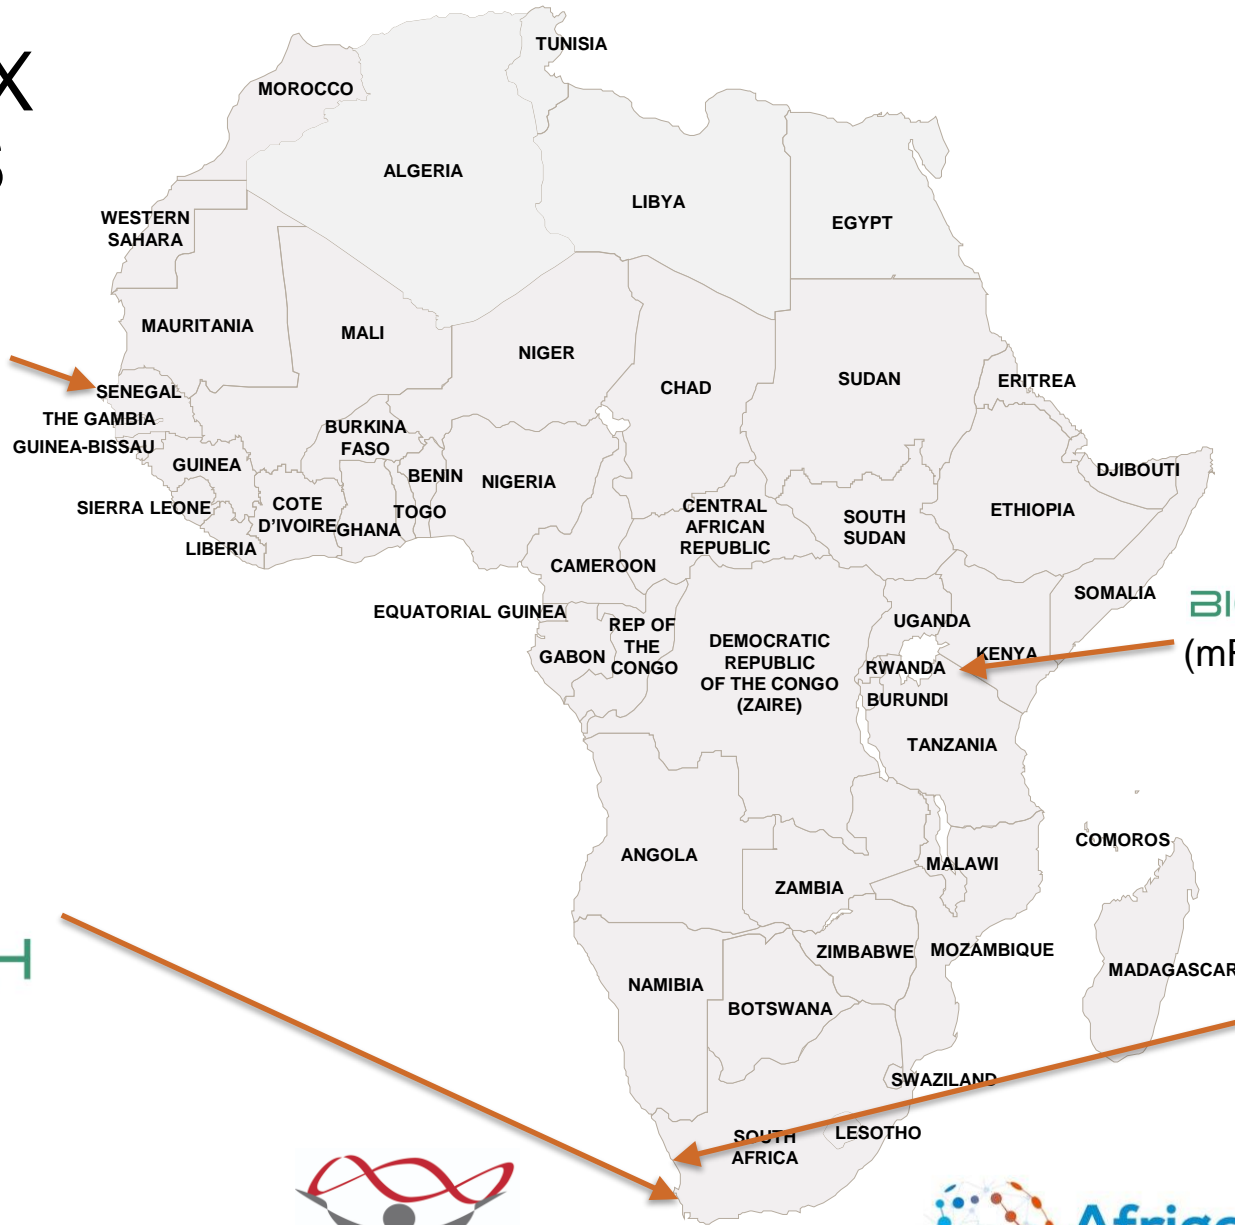 X
S
TUNISIA
MOROCCO
ALGERIA
LIBYA
EGYPT
WESTERN
SAHARA
MAURITANIA
MALI
NIGER
CHAD
SUDAN
ERITREA
SENEGAL
THE GAMBIA
GUINEA-BISSAU
BURKINA
FASO
GUINEA
BENIN
NIGERIA
DJIBOUTI
SIERRA LEONE
COTE
D'IVOIRE
GHANA
TOGO
CENTRAL
AFRICAN
REPUBLIC
SOUTH
SUDAN
ETHIOPIA
LIBERIA
CAMEROON
SOMALIA
EQUATORIAL GUINEA
REP OF
THE
CONGO
GABON
DEMOCRATIC
REPUBLIC
OF THE CONGO
(ZAIRE)
UGANDA
KENYA
RWANDA
BURUNDI
TANZANIA
ANGOLA
ZAMBIA
MALAWI
COMOROS
ZIMBABWE
MOZAMBIQUE
MADAGASCAR
NAMIBIA
BOTSWANA
SWAZILAND
SOUTH
AFRICA
LESOTHO
H